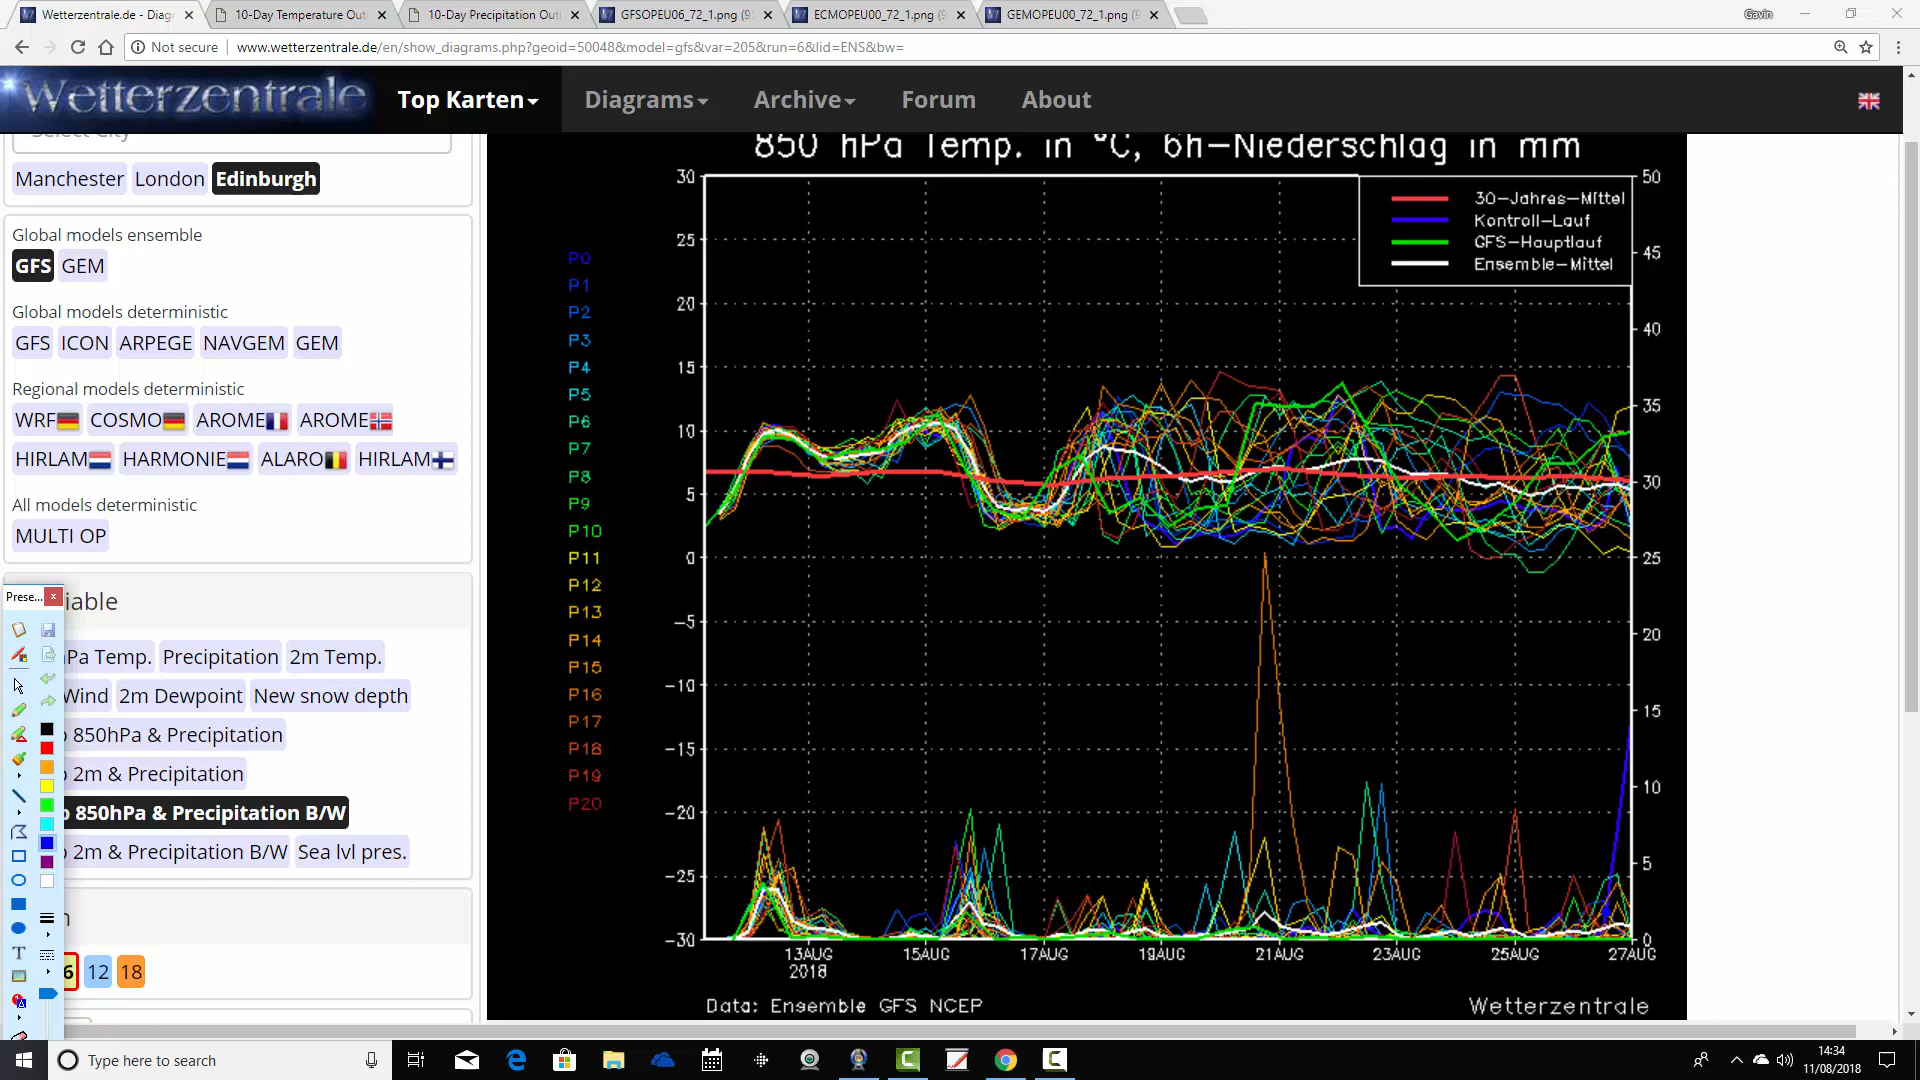 Wetterzentrale.de - Diag
10-Day Temperature Out
10-Day Precipitation Out
GFSOPEU06_72_1.png (9
ECMOPEU00_72_1.png (9
GEMOPEU00_72_1.png (9
Gavin
Not secure
www.wetterzentrale.de/en/show_diagrams.php?geoid=50048&model=gfs&var=205&run=6&lid=ENS&bw=
Wetterzentrale
Top Karten
Diagrams
Archive
Forum
About
Select City
Manchester London Edinburgh
Global models ensemble
GFS GEM
Global models deterministic
GFS ICON ARPEGE NAVGEM GEM
Regional models deterministic
WRF COSMO AROME AROME
HIRLAM HARMONIE ALARO HIRLAM
All models deterministic
MULTI OP
Prese...
iable
Pa Temp. Precipitation 2m Temp.
Wind 2m Dewpoint New snow depth
850hPa & Precipitation
2m & Precipitation
850hPa & Precipitation B/W
2m & Precipitation B/W Sea lvl pres.
n
6 12 18
850 hPa Temp. in °C, 6h-Niederschlag in mm
30-Jahres-Mittel
Kontroll-Lauf
GFS-Hauptlauf
Ensemble-Mittel
P0
P1
P2
P3
P4
P5
P6
P7
P8
P9
P10
P11
P12
P13
P14
P15
P16
P17
P18
P19
P20
30
25
20
15
10
5
0
-5
-10
-15
-20
-25
-30
50
45
40
35
30
25
20
15
10
5
0
13AUG 15AUG 17AUG 19AUG 21AUG 23AUG 25AUG 27AUG
2018
Data: Ensemble GFS NCEP
Wetterzentrale
Type here to search
14:34
11/08/2018